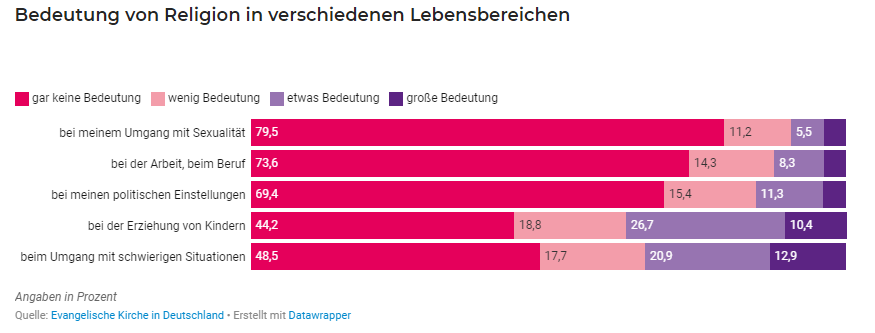 Bedeutung von Religion in verschiedenen Lebensbereichen
gar keine Bedeutung wenig Bedeutung etwas Bedeutung große Bedeutung
bei meinem Umgang mit Sexualität 79,5 11,2 5,5
bei der Arbeit, beim Beruf 73,6 14,3 8,3
bei meinen politischen Einstellungen 69,4 15,4 11,3
bei der Erziehung von Kindern 44,2 18,8 26,7 10,4
beim Umgang mit schwierigen Situationen 48,5 17,7 20,9 12,9
Angaben in Prozent
Quelle: Evangelische Kirche in Deutschland • Erstellt mit Datawrapper